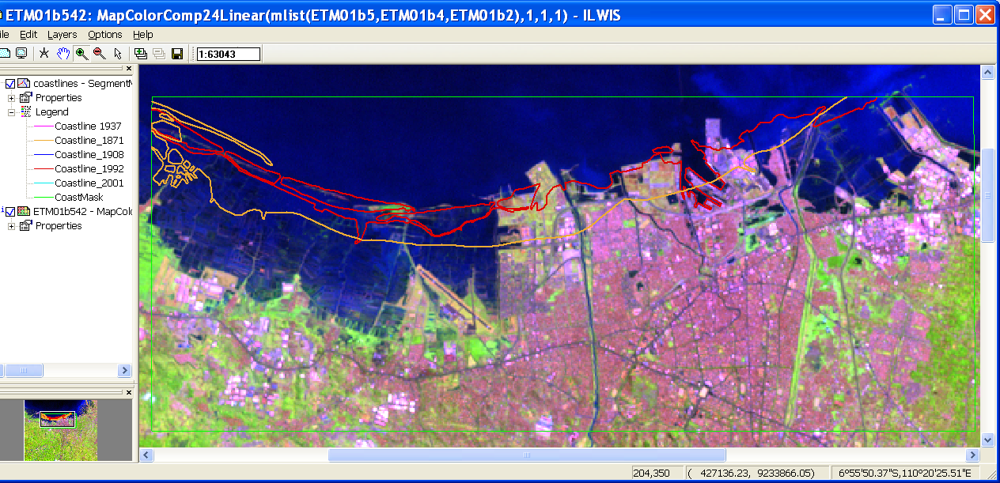 ETM01b542: MapColorComp24Linear(mlist(ETM01b5,ETM01b4,ETM01b2),1,1,1) - ILWIS
ile Edit Layers Options Help
1:63043
coastlines - Segment
Properties
Legend
Coastline 1937
Coastline_1871
Coastline_1908
Coastline_1992
Coastline_2001
CoastMask
ETM01b542 - MapCol
Properties
204,350 ( 427136.23, 9233866.05) 6°55'50.37"S,110°20'25.51"E